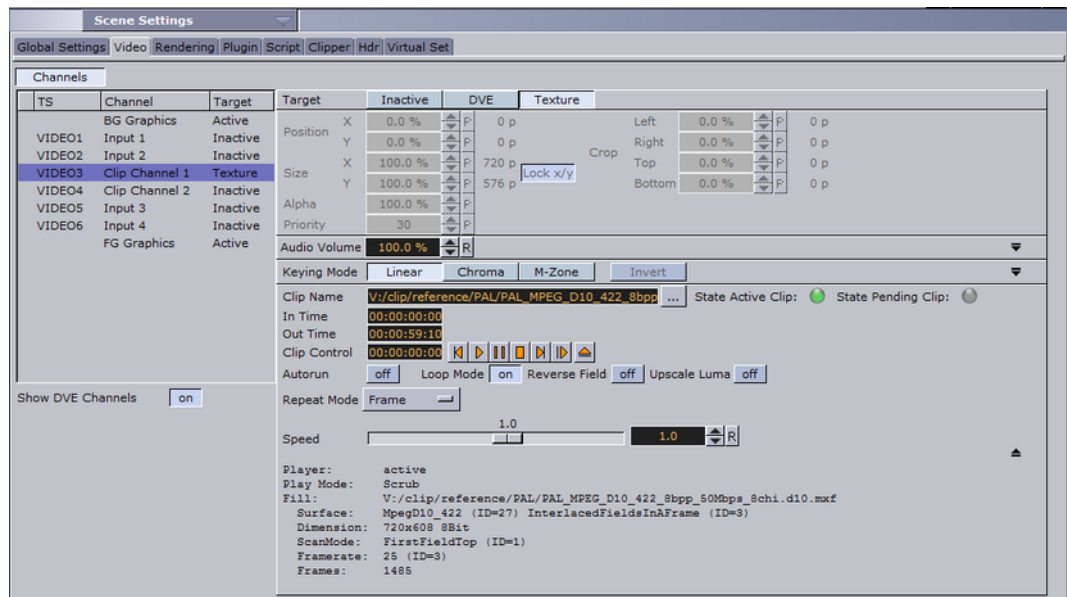 Scene Settings
Global Settings Video Rendering Plugin Script Clipper Hdr Virtual Set
Channels
TS Channel Target
BG Graphics Active
VIDEO1 Input 1 Inactive
VIDEO2 Input 2 Inactive
VIDEO3 Clip Channel 1 Texture
VIDEO4 Clip Channel 2 Inactive
VIDEO5 Input 3 Inactive
VIDEO6 Input 4 Inactive
FG Graphics Active
Show DVE Channels on
Target Inactive DVE Texture
Position X 0.0 % P 0 p
Y 0.0 % P 0 p
Size X 100.0 % P 720 p
Y 100.0 % P 576 p
Lock x/y
Crop Left 0.0 % P 0 p
Right 0.0 % P 0 p
Top 0.0 % P 0 p
Bottom 0.0 % P 0 p
Alpha 100.0 % P
Priority 30 P
Audio Volume 100.0 % R
Keying Mode Linear Chroma M-Zone Invert
Clip Name V:/clip/reference/PAL/PAL_MPEG_D10_422_8bpp ... State Active Clip: State Pending Clip:
In Time 00:00:00:00
Out Time 00:00:59:10
Clip Control 00:00:00:00
Autorun off Loop Mode on Reverse Field off Upscale Luma off
Repeat Mode Frame
1.0
Speed 1.0 R
Player: active
Play Mode: Scrub
Fill: V:/clip/reference/PAL/PAL_MPEG_D10_422_8bpp_50Mbps_8chi.d10.mxf
Surface: MpegD10_422 (ID=27) InterlacedFieldsInAFrame (ID=3)
Dimension: 720x608 8Bit
ScanMode: FirstFieldTop (ID=1)
Framerate: 25 (ID=3)
Frames: 1485